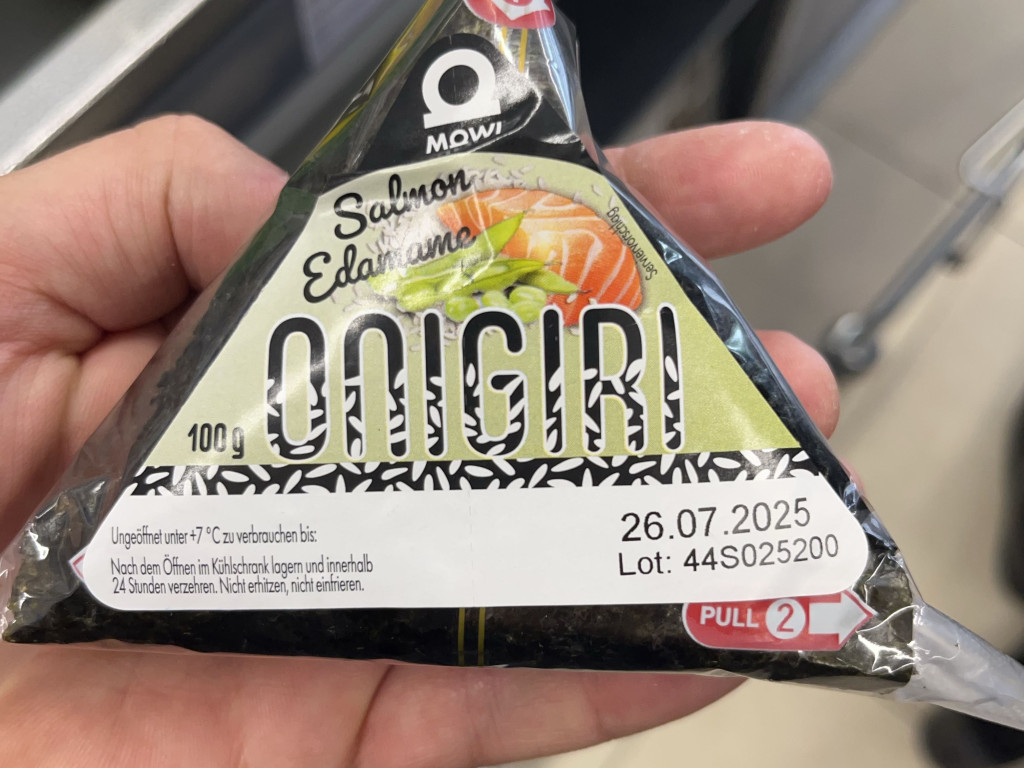 MOWI
Salmon
Edamame
Serviervorschlag
ONIGIRI
100 g
Ungeöffnet unter +7 °C zu verbrauchen bis:
26.07.2025
Lot: 44S025200
Nach dem Öffnen im Kühlschrank lagern und innerhalb
24 Stunden verzehren. Nicht erhitzen, nicht einfrieren.
PULL 2